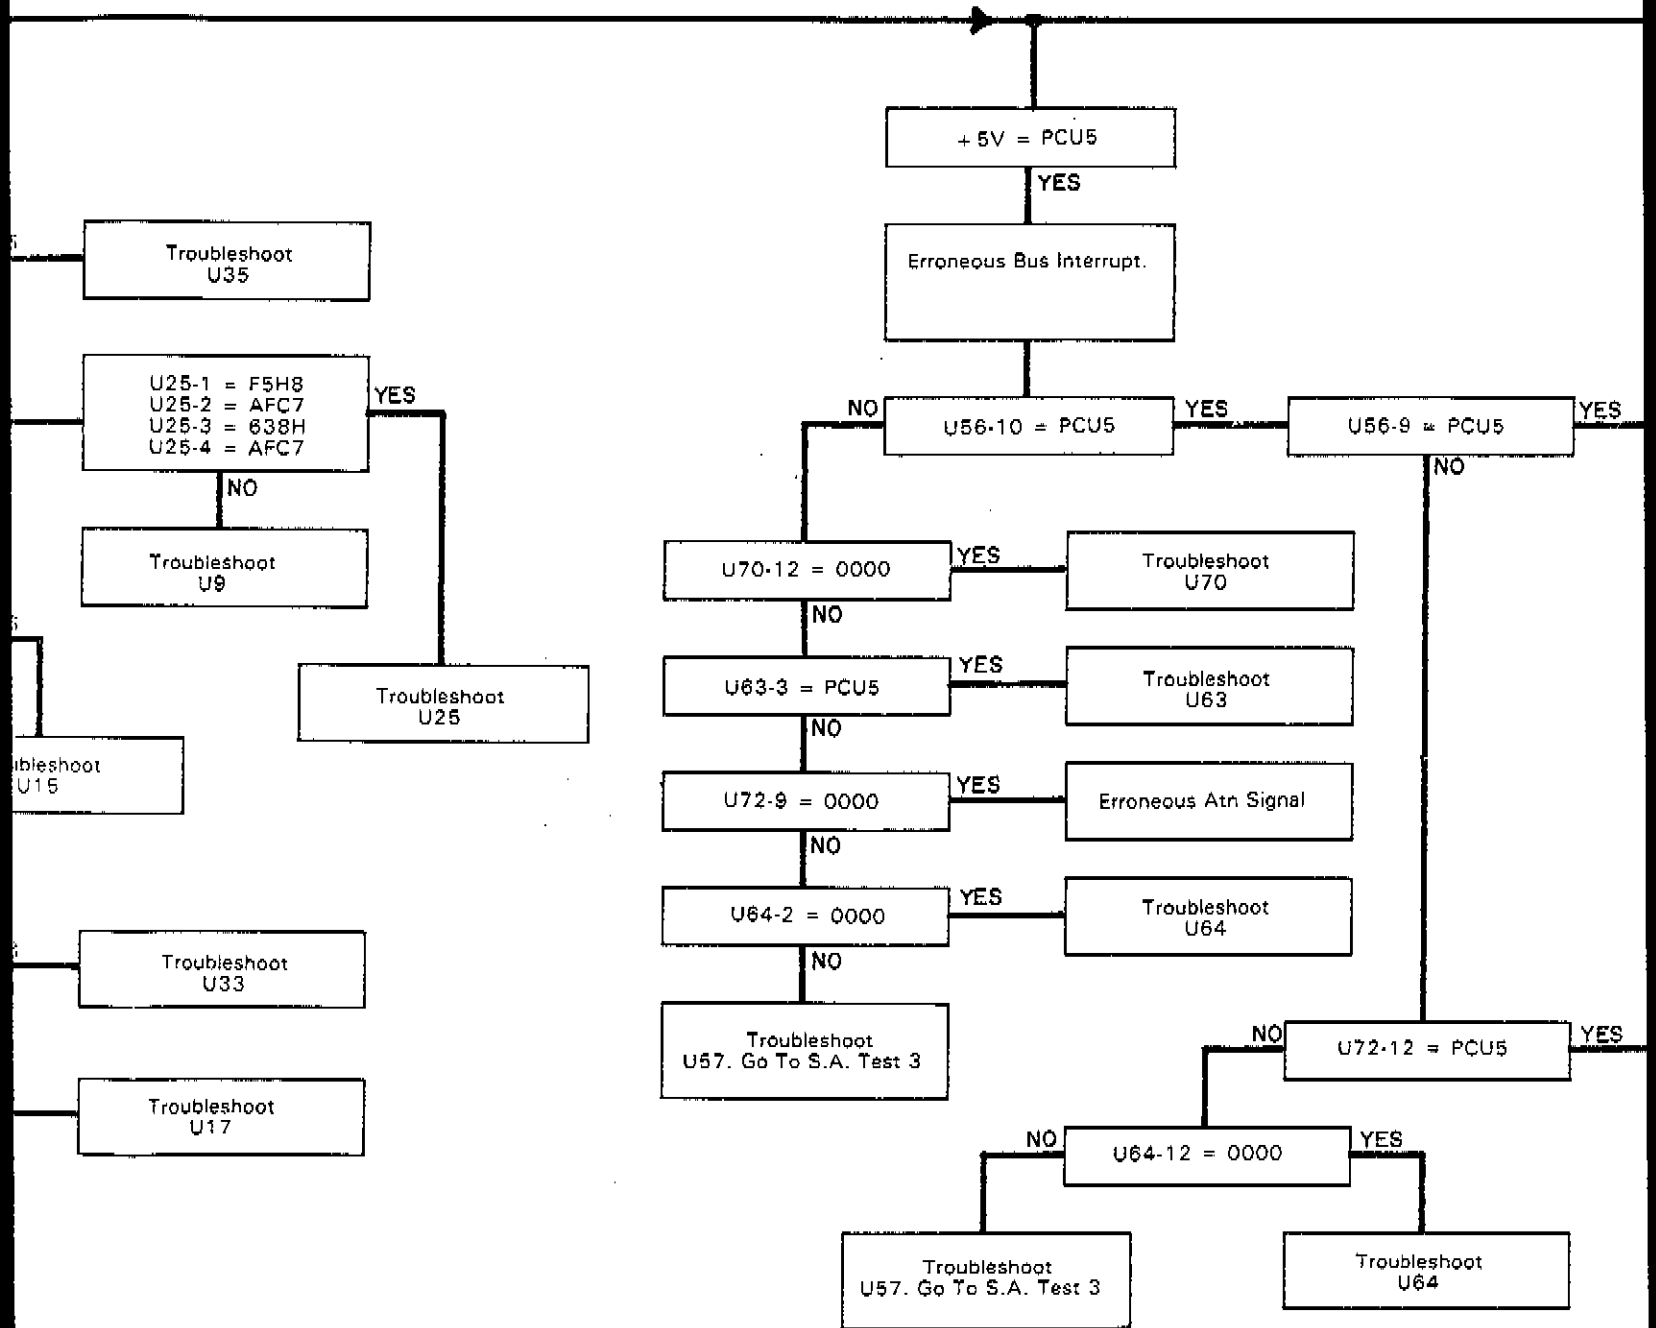 +5V = PCU5
YES
Erroneous Bus Interrupt.
NO
U56-10 = PCU5
YES
U56-9 = PCU5
YES
NO
U70-12 = 0000
YES
Troubleshoot
U70
NO
U63-3 = PCU5
YES
Troubleshoot
U63
NO
U72-9 = 0000
YES
Erroneous Atn Signal
NO
U64-2 = 0000
YES
Troubleshoot
U64
NO
Troubleshoot
U57. Go To S.A. Test 3
NO
U72-12 = PCU5
YES
NO
U64-12 = 0000
YES
Troubleshoot
U57. Go To S.A. Test 3
Troubleshoot
U64
Troubleshoot
U35
U25-1 = F5H8
U25-2 = AFC7
U25-3 = 638H
U25-4 = AFC7
YES
NO
Troubleshoot
U9
Troubleshoot
U25
ibleshoot
U15
Troubleshoot
U33
Troubleshoot
U17